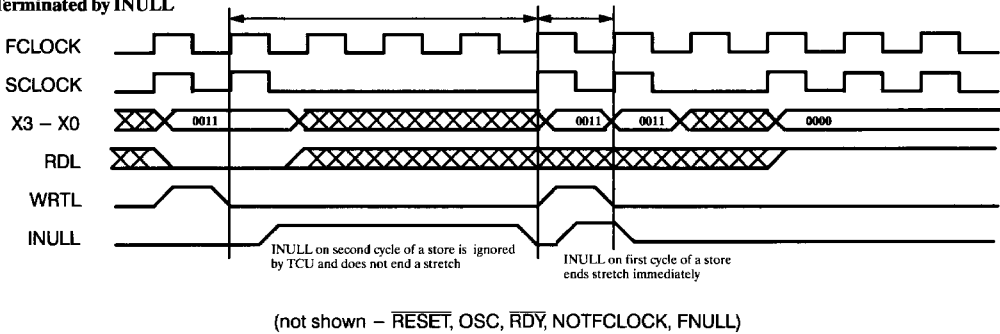 Terminated by INULL
FCLOCK
SCLOCK
X3 – X0 0011 0011 0011 0000
RDL
WRTL
INULL
INULL on second cycle of a store is ignored
by TCU and does not end a stretch
INULL on first cycle of a store
ends stretch immediately
(not shown – RESET, OSC, RDY, NOTFCLOCK, FNULL)